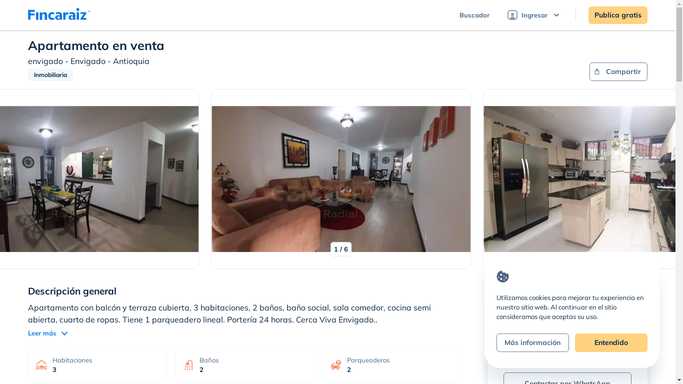 Fincaraiz
Buscador
Ingresar
Publica gratis
Apartamento en venta
envigado - Envigado - Antioquia
Inmobiliaria
Compartir
Radial
1 / 6
Descripción general
Apartamento con balcón y terraza cubierta, 3 habitaciones, 2 baños, baño social, sala comedor, cocina semi
abierta, cuarto de ropas. Tiene 1 parqueadero lineal. Portería 24 horas. Cerca Viva Envigado..
Leer más
Habitaciones
3
Baños
2
Parqueaderos
2
Utilizamos cookies para mejorar tu experiencia en
nuestro sitio web. Al continuar en el sitio
consideramos que aceptas su uso.
Más información
Entendido
Contactar por WhatsApp